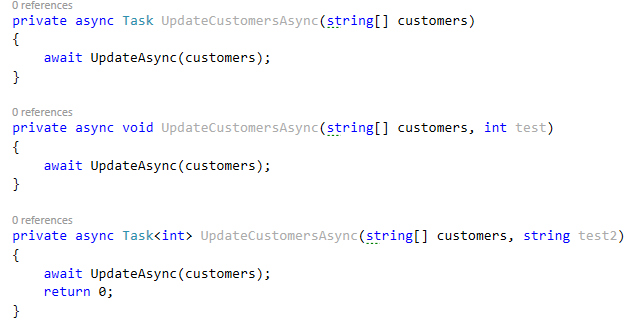 0 references
private async Task UpdateCustomersAsync(string[] customers)
{
    await UpdateAsync(customers);
}
0 references
private async void UpdateCustomersAsync(string[] customers, int test)
{
    await UpdateAsync(customers);
}
0 references
private async Task<int> UpdateCustomersAsync(string[] customers, string test2)
{
    await UpdateAsync(customers);
    return 0;
}